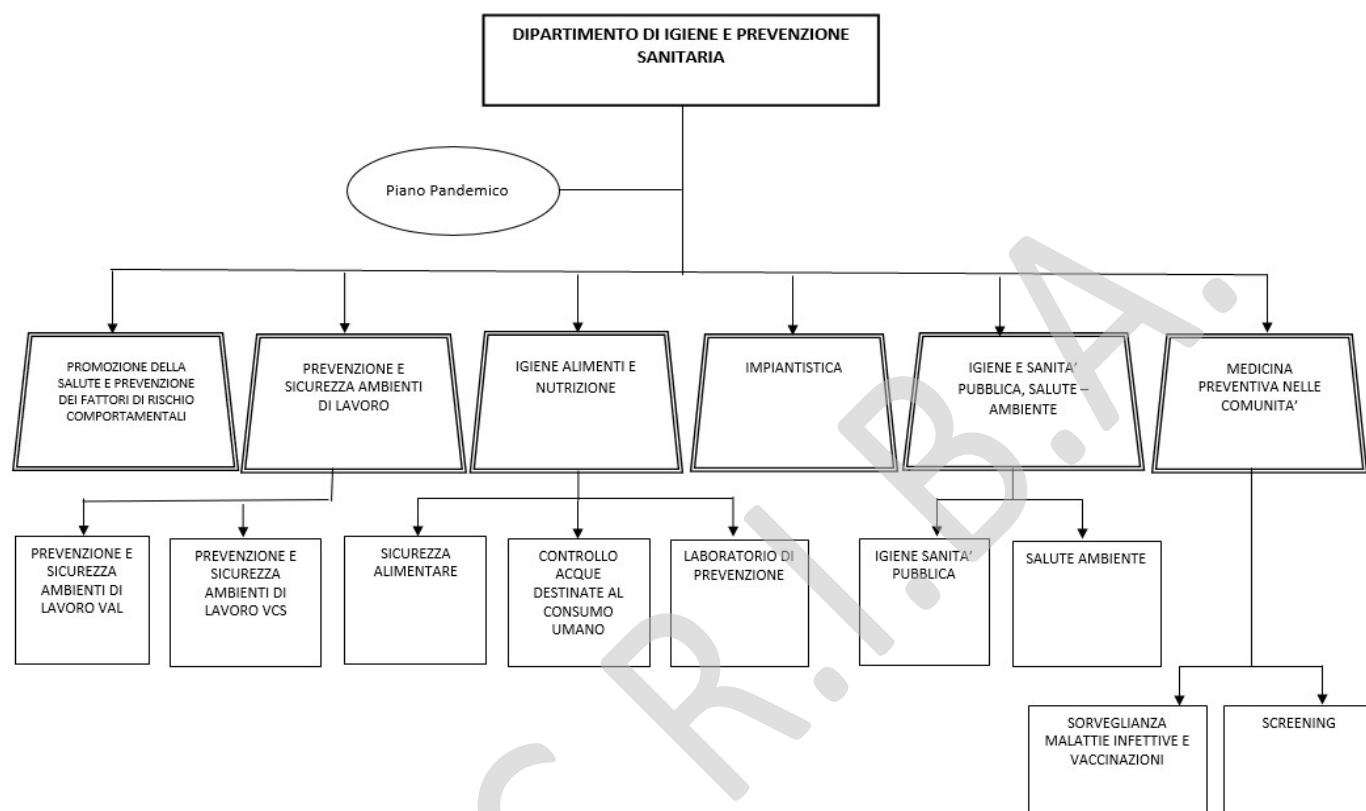 DIPARTIMENTO DI IGIENE E PREVENZIONE
SANITARIA
Piano Pandemico
PROMOZIONE DELLA
SALUTE E PREVENZIONE
DEI FATTORI DI RISCHIO
COMPORTAMENTALI
PREVENZIONE E
SICUREZZA AMBIENTI
DI LAVORO
IGIENE ALIMENTI E
NUTRIZIONE
IMPIANTISTICA
IGIENE E SANITA'
PUBBLICA, SALUTE –
AMBIENTE
MEDICINA
PREVENTIVA NELLE
COMUNITA'
PREVENZIONE E
SICUREZZA
AMBIENTI DI
LAVORO VAL
PREVENZIONE E
SICUREZZA
AMBIENTI DI
LAVORO VCS
SICUREZZA
ALIMENTARE
CONTROLLO
ACQUE
DESTINATE AL
CONSUMO
UMANO
LABORATORIO DI
PREVENZIONE
IGIENE SANITA'
PUBBLICA
SALUTE AMBIENTE
SORVEGLIANZA
MALATTIE INFETTIVE E
VACCINAZIONI
SCREENING
C R.I.B.A.